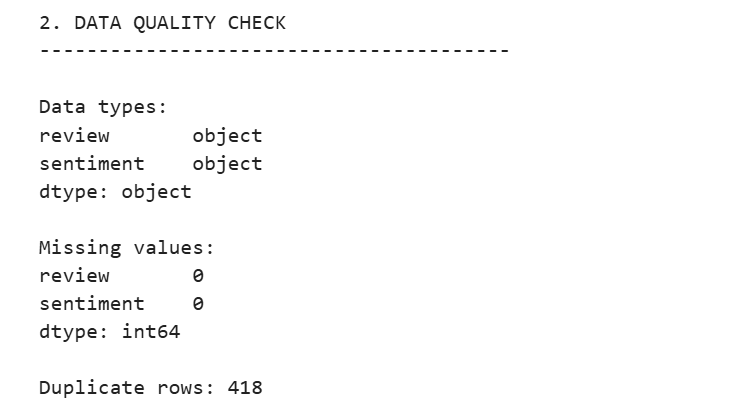 2. DATA QUALITY CHECK
----------------------------------------
Data types:
review       object
sentiment    object
dtype: object
Missing values:
review       0
sentiment    0
dtype: int64
Duplicate rows: 418